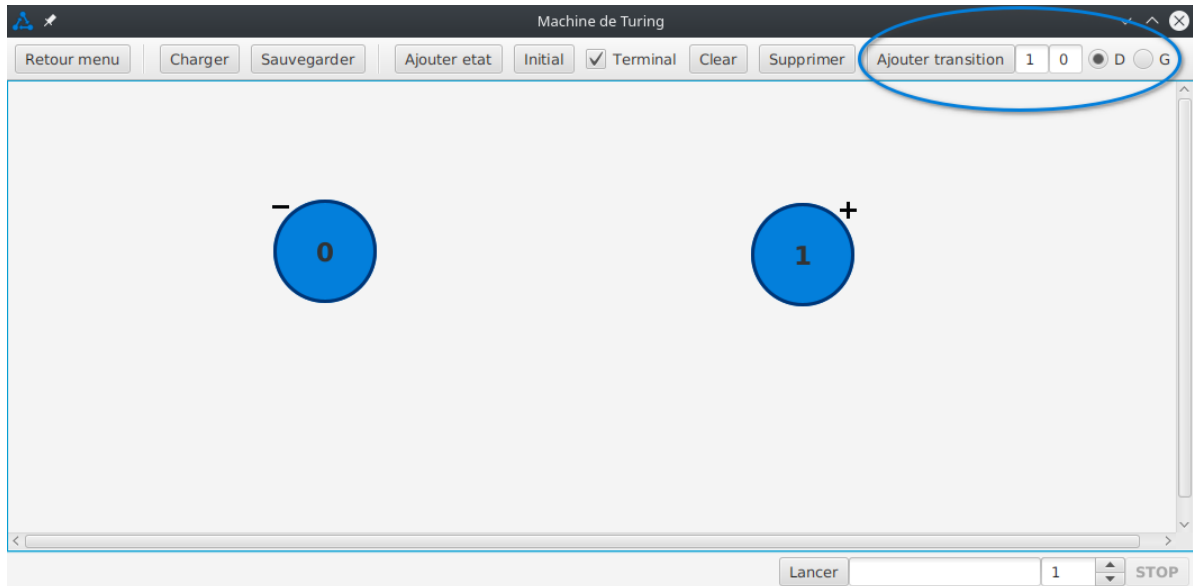 Machine de Turing
Retour menu Charger Sauvegarder Ajouter etat Initial Terminal Clear Supprimer Ajouter transition 1 0 D G
− +
0 1
Lancer 1 STOP